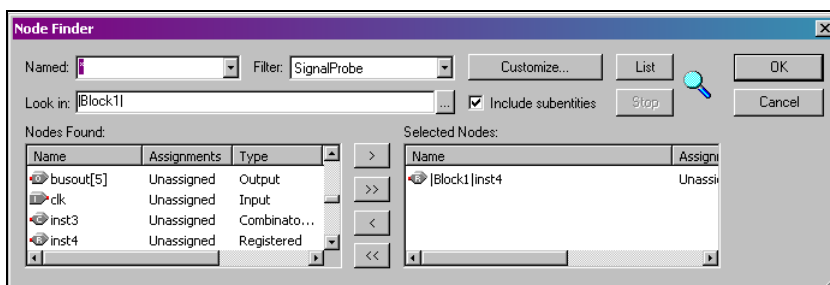 Node Finder
Named: * Filter: SignalProbe Customize... List OK
Look in: |Block1| ... Include subentities Stop Cancel
Nodes Found: Selected Nodes:
Name Assignments Type > Name Assignn
busout[5] Unassigned Output |Block1|inst4 Unassi
clk Unassigned Input >>
inst3 Unassigned Combinato... <
inst4 Unassigned Registered
<<